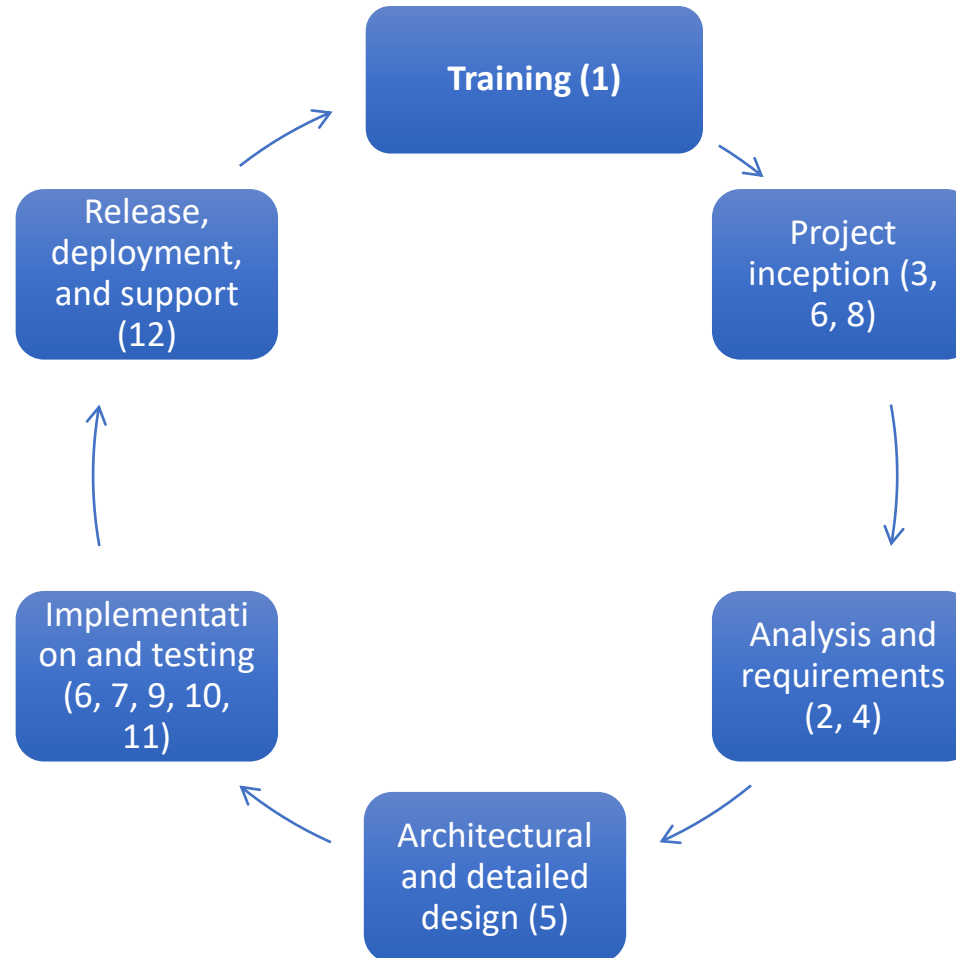 Training (1)
Project
inception (3,
6, 8)
Analysis and
requirements
(2, 4)
Architectural
and detailed
design (5)
Implementati
on and testing
(6, 7, 9, 10,
11)
Release,
deployment,
and support
(12)